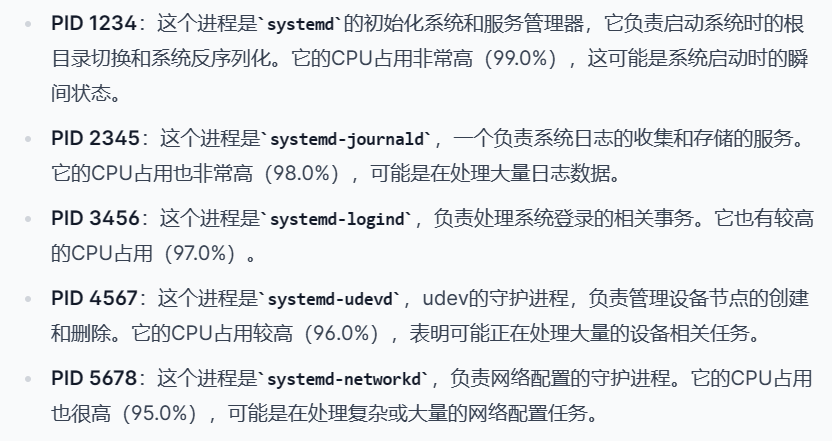 PID 1234：这个进程是`systemd`的初始化系统和服务管理器，它负责启动系统时的根
目录切换和系统反序列化。它的CPU占用非常高（99.0%），这可能是系统启动时的瞬
间状态。
PID 2345：这个进程是`systemd-journald`，一个负责系统日志的收集和存储的服务。
它的CPU占用也非常高（98.0%），可能是在处理大量日志数据。
PID 3456：这个进程是`systemd-logind`，负责处理系统登录的相关事务。它也有较高
的CPU占用（97.0%）。
PID 4567：这个进程是`systemd-udevd`，udev的守护进程，负责管理设备节点的创建
和删除。它的CPU占用较高（96.0%），表明可能正在处理大量的设备相关任务。
PID 5678：这个进程是`systemd-networkd`，负责网络配置的守护进程。它的CPU占用
也很高（95.0%），可能是在处理复杂或大量的网络配置任务。